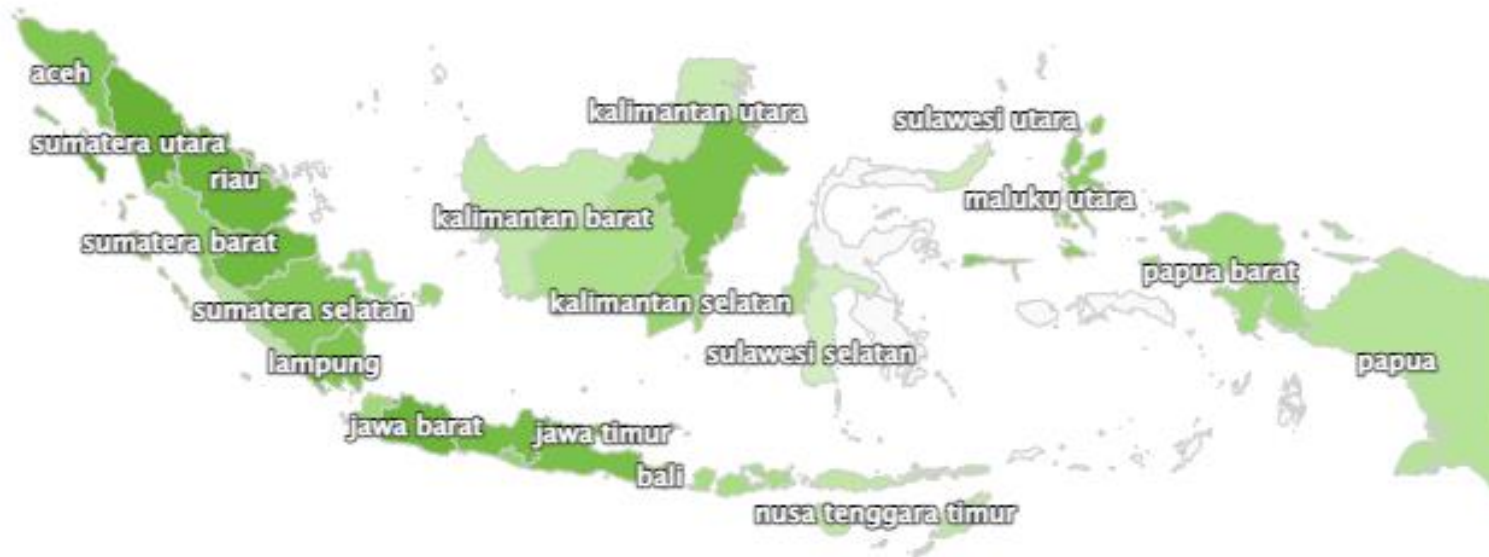 aceh
kalimantan utara
sulawesi utara
sumatera utara
riau
maluku utara
kalimantan barat
sumatera barat
papua barat
sumatera selatan
kalimantan selatan
sulawesi selatan
lampung
papua
jawa barat
jawa timur
bali
nusa tenggara timur